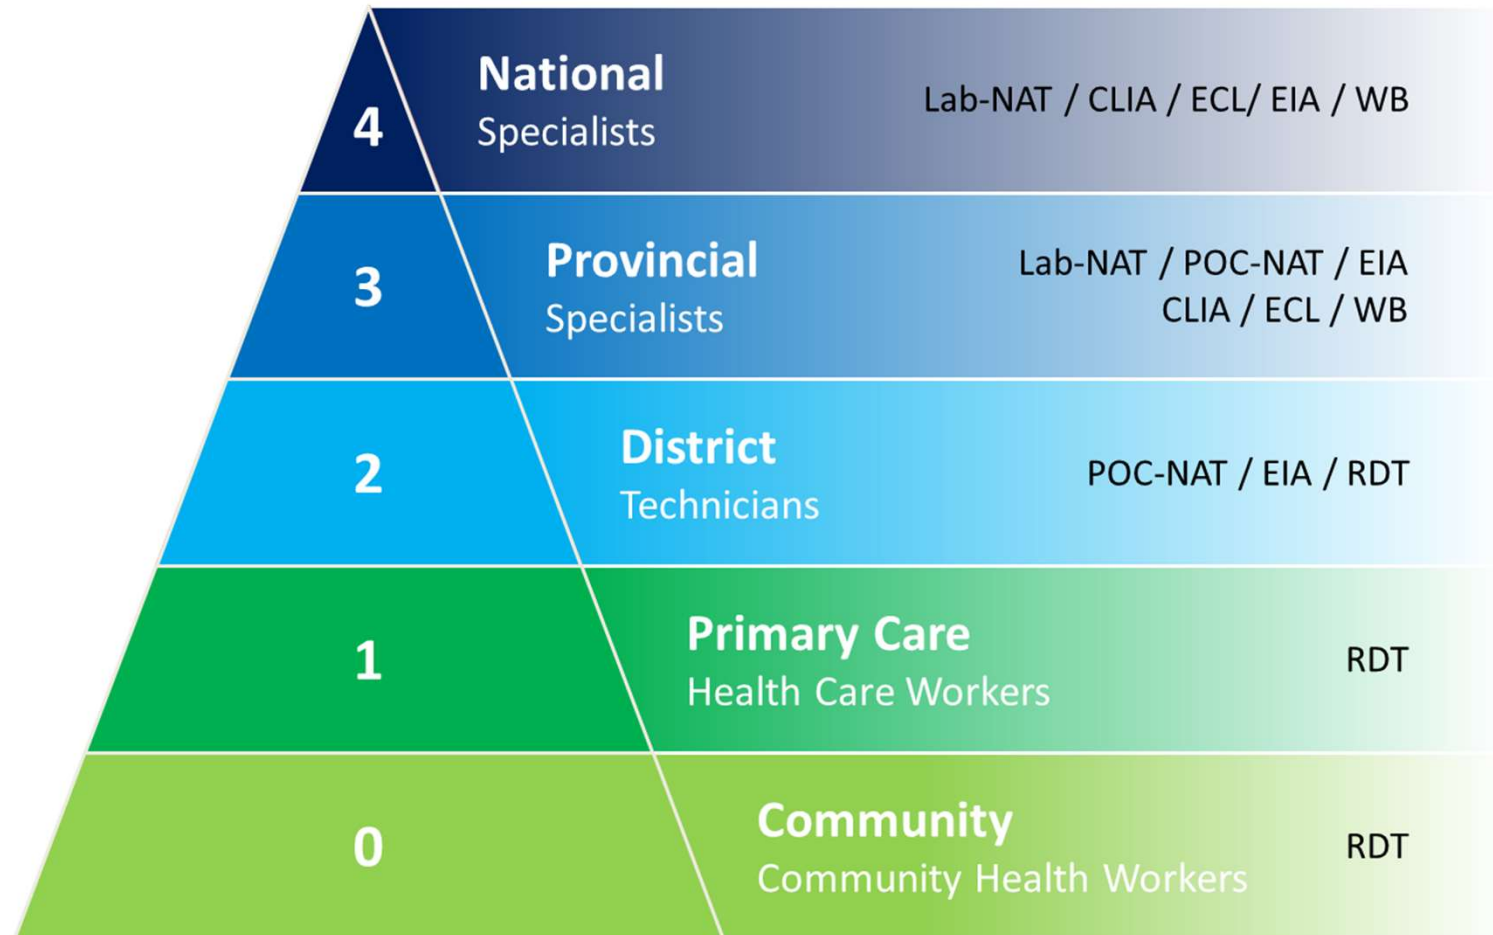 4
National
Specialists
Lab-NAT / CLIA / ECL/ EIA / WB
3
Provincial
Specialists
Lab-NAT / POC-NAT / EIA
CLIA / ECL / WB
2
District
Technicians
POC-NAT / EIA / RDT
1
Primary Care
Health Care Workers
RDT
0
Community
Community Health Workers
RDT